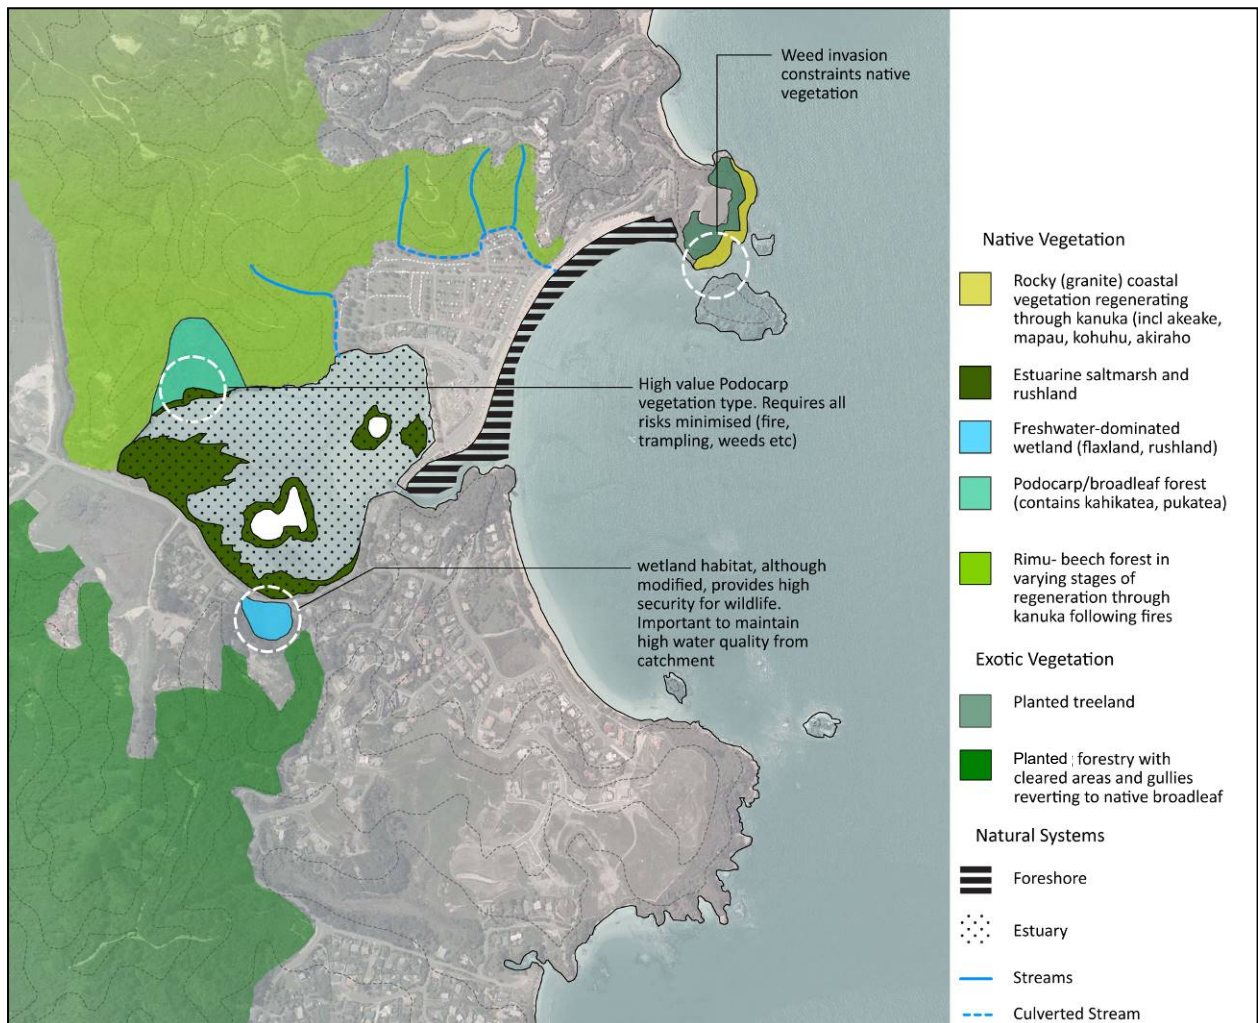 Weed invasion
constraints native
vegetation
High value Podocarp
vegetation type. Requires all
risks minimised (fire,
trampling, weeds etc)
wetland habitat, although
modified, provides high
security for wildlife.
Important to maintain
high water quality from
catchment
Native Vegetation
Rocky (granite) coastal
vegetation regenerating
through kanuka (incl akeake,
mapau, kohuhu, akiraho
Estuarine saltmarsh and
rushland
Freshwater-dominated
wetland (flaxland, rushland)
Podocarp/broadleaf forest
(contains kahikatea, pukatea)
Rimu- beech forest in
varying stages of
regeneration through
kanuka following fires
Exotic Vegetation
Planted treeland
Planted ; forestry with
cleared areas and gullies
reverting to native broadleaf
Natural Systems
Foreshore
Estuary
Streams
Culverted Stream